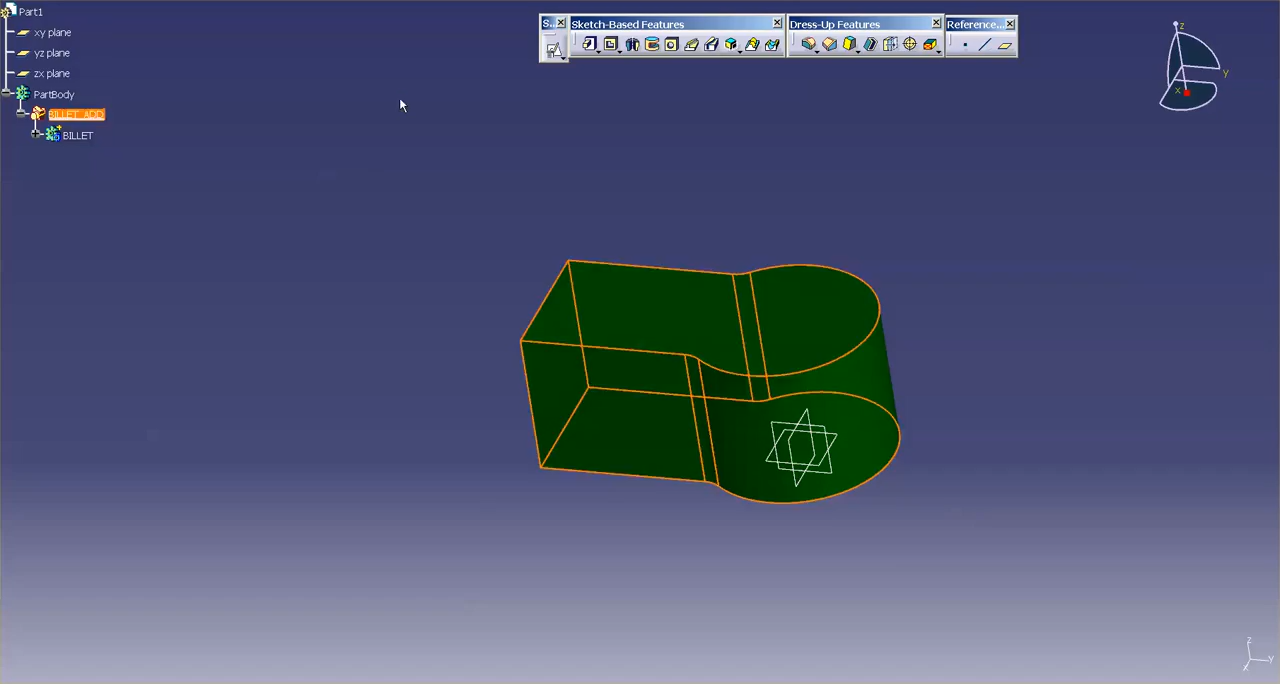 Part1
xy plane
yz plane
zx plane
PartBody
BILLET_ADD
BILLET
S...
Sketch-Based Features
Dress-Up Features
Reference...
z
y
x
z
y
x